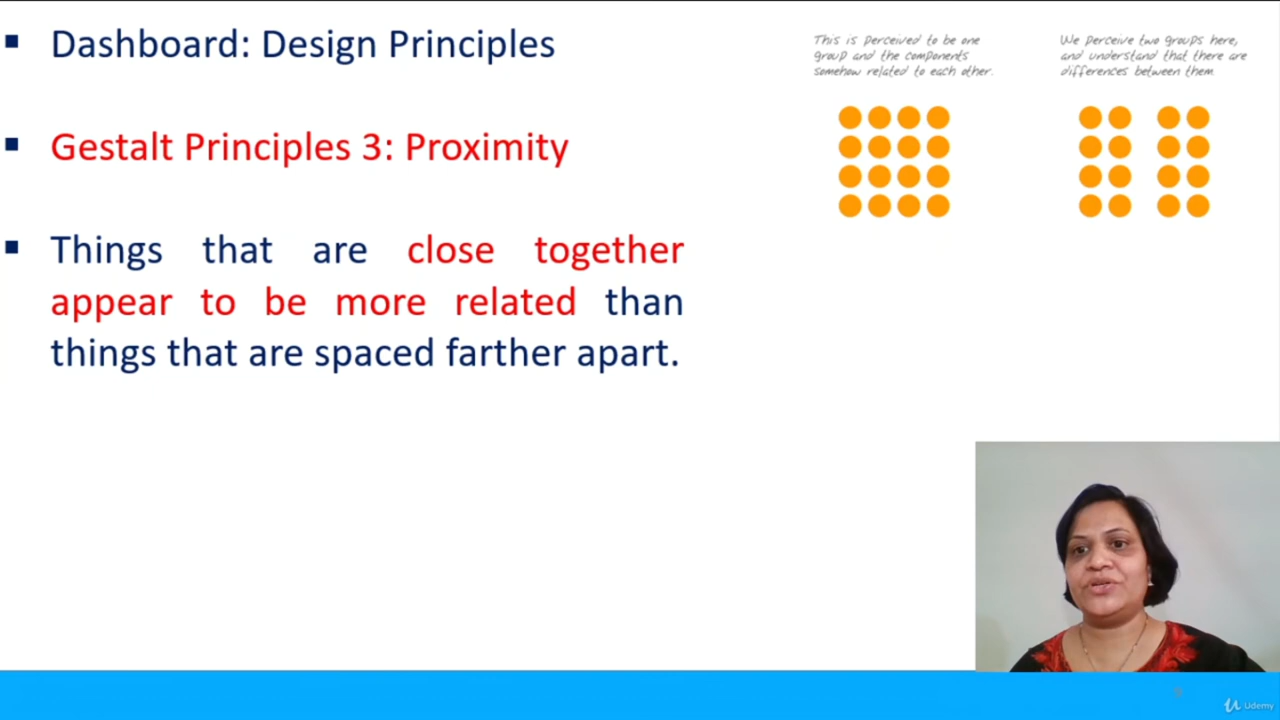 Dashboard: Design Principles
Gestalt Principles 3: Proximity
Things that are close together
appear to be more related than
things that are spaced farther apart.
This is perceived to be one
group and the components
somehow related to each other.
We perceive two groups here,
and understand that there are
differences between them.
Udemy